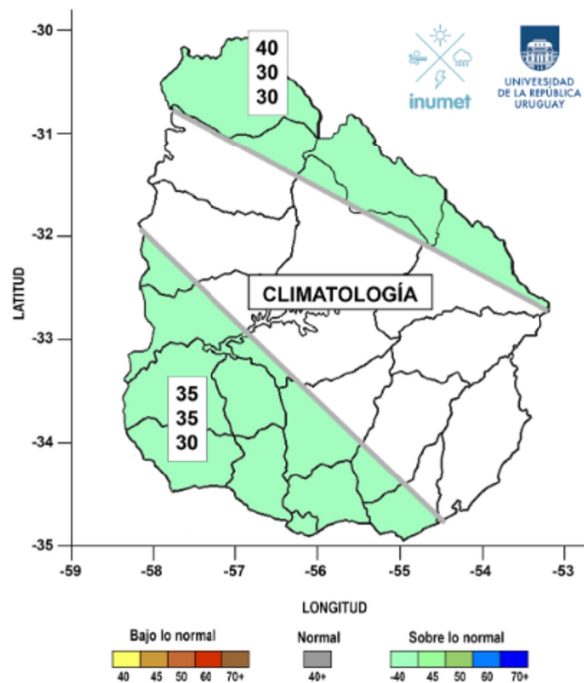 -30
-31
-32
-33
-34
-35
LATITUD
40
30
30
inumet
UNIVERSIDAD
DE LA REPÚBLICA
URUGUAY
CLIMATOLOGÍA
35
35
30
-59 -58 -57 -56 -55 -54 -53
LONGITUD
Bajo lo normal
40 45 50 60 70+
Normal
40+
Sobre lo normal
-40 45 50 60 70+